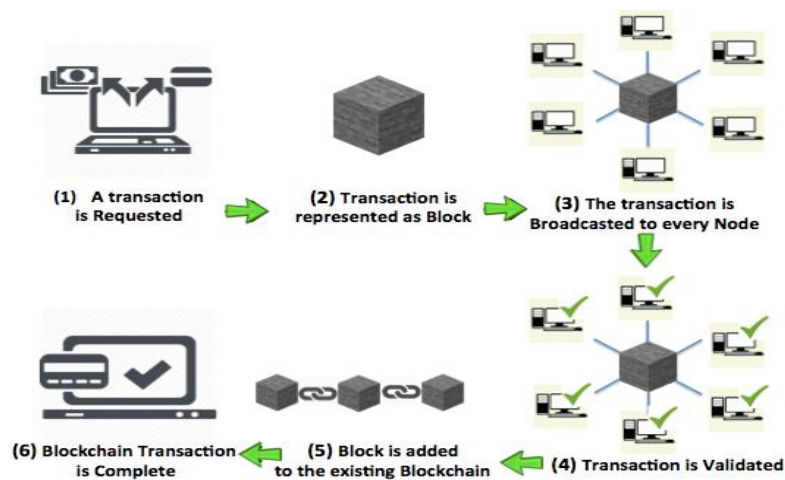 (1) A transaction
is Requested
(2) Transaction is
represented as Block
(3) The transaction is
Broadcasted to every Node
(4) Transaction is Validated
(5) Block is added
to the existing Blockchain
(6) Blockchain Transaction
is Complete